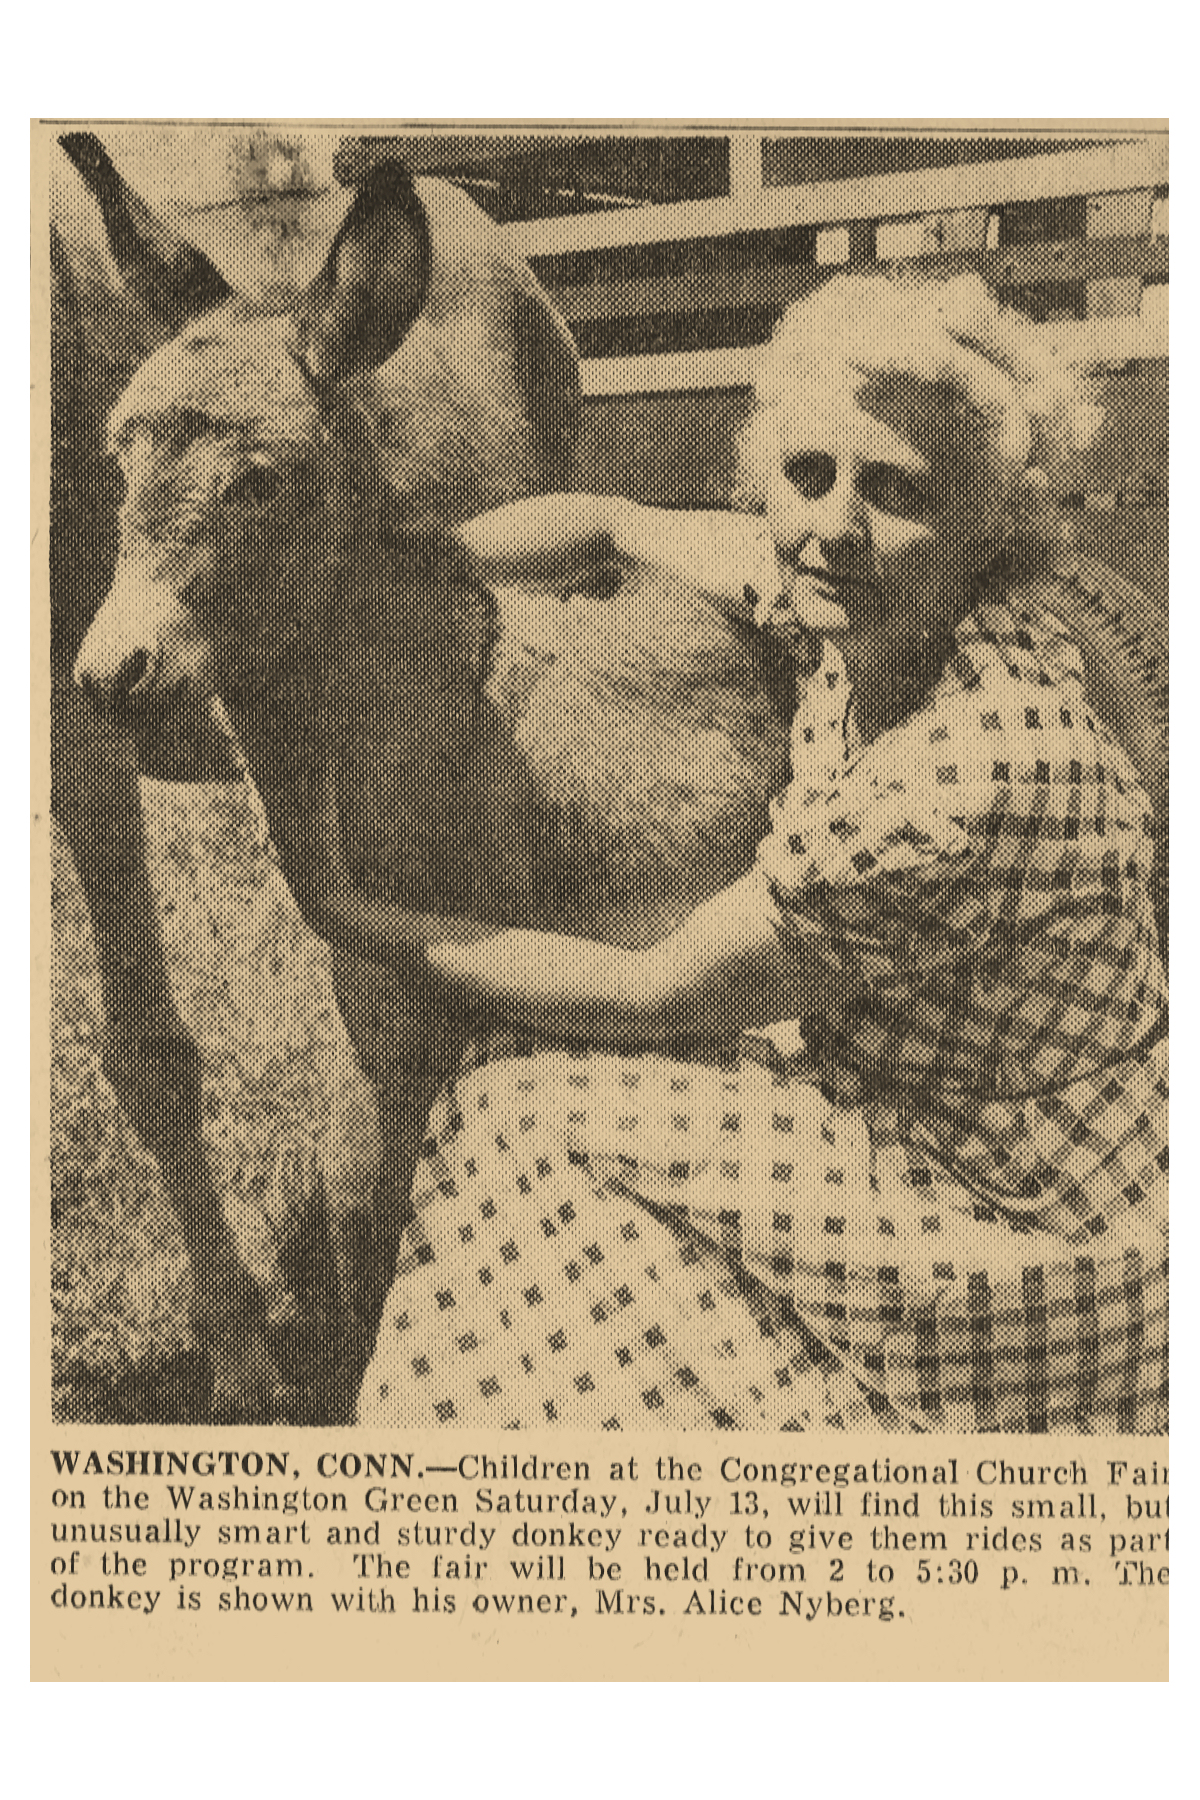 WASHINGTON, CONN.—Children at the Congregational Church Fair
on the Washington Green Saturday, July 13, will find this small, but
unusually smart and sturdy donkey ready to give them rides as part
of the program. The fair will be held from 2 to 5:30 p. m. The
donkey is shown with his owner, Mrs. Alice Nyberg.